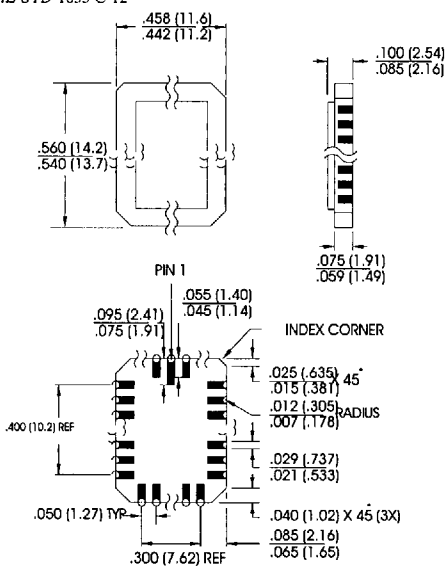 .458 (11.6)
.442 (11.2)
.100 (2.54)
.085 (2.16)
.560 (14.2)
.540 (13.7)
.075 (1.91)
.059 (1.49)
PIN 1
.055 (1.40)
.045 (1.14)
.095 (2.41)
.075 (1.91)
INDEX CORNER
.025 (.635)
.015 (.381)
X 45°
.012 (.305)
.007 (.178)
RADIUS
.400 (10.2) REF
.029 (.737)
.021 (.533)
.050 (1.27) TYP
.040 (1.02) X 45° (3X)
.085 (2.16)
.065 (1.65)
.300 (7.62) REF